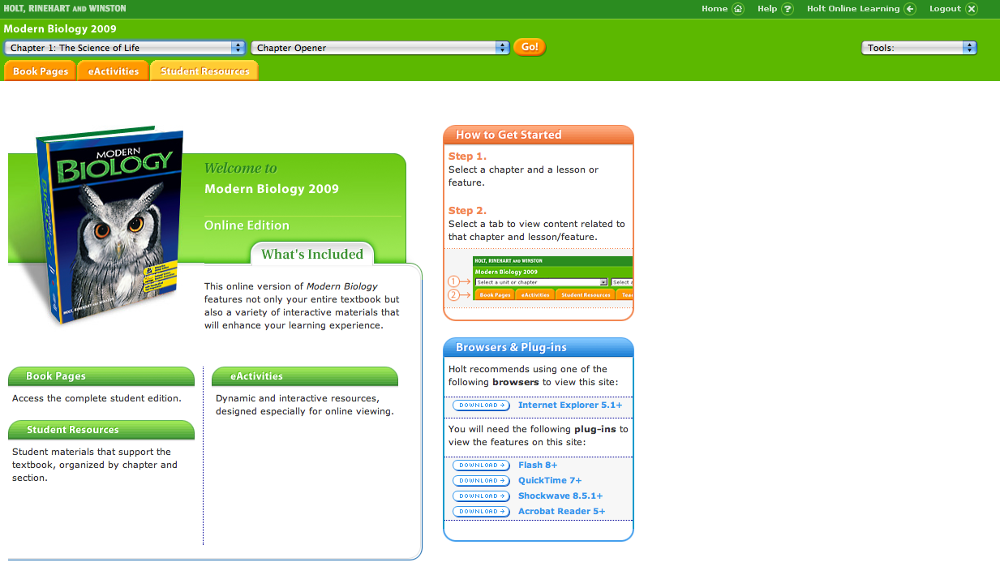 HOLT, RINEHART AND WINSTON
Home
Help ?
Holt Online Learning
Logout
Modern Biology 2009
Chapter 1: The Science of Life
Chapter Opener
Go!
Tools:
Book Pages
eActivities
Student Resources
MODERN
BIOLOGY
HOLT, RINEHART AND WINSTON
Welcome to
Modern Biology 2009
Online Edition
What's Included
This online version of Modern Biology
features not only your entire textbook but
also a variety of interactive materials that
will enhance your learning experience.
Book Pages
Access the complete student edition.
Student Resources
Student materials that support the
textbook, organized by chapter and
section.
eActivities
Dynamic and interactive resources,
designed especially for online viewing.
How to Get Started
Step 1.
Select a chapter and a lesson or
feature.
Step 2.
Select a tab to view content related to
that chapter and lesson/feature.
HOLT, RINEHART AND WINSTON
Modern Biology 2009
1
Select a unit or chapter
Select
2
Book Pages
eActivities
Student Resources
Browsers & Plug-ins
Holt recommends using one of the
following browsers to view this site:
DOWNLOAD Internet Explorer 5.1+
You will need the following plug-ins to
view the features on this site:
DOWNLOAD Flash 8+
DOWNLOAD QuickTime 7+
DOWNLOAD Shockwave 8.5.1+
DOWNLOAD Acrobat Reader 5+